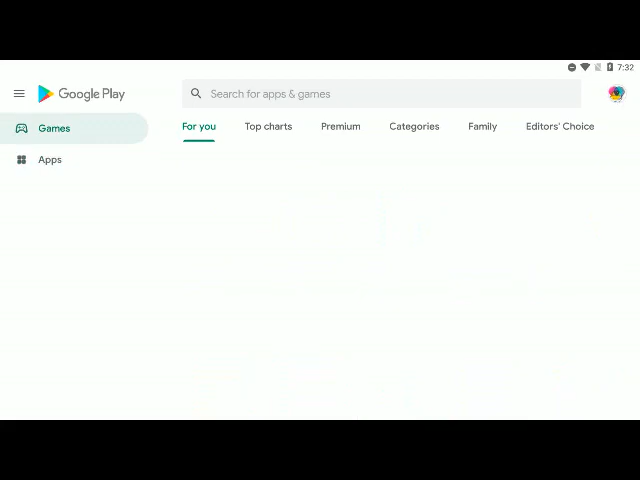 7:32
Google Play
Search for apps & games
Games
For you
Top charts
Premium
Categories
Family
Editors' Choice
Apps